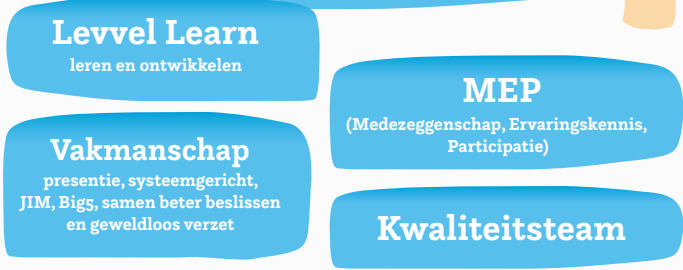 Levvel Learn
leren en ontwikkelen
MEP
(Medezeggenschap, Ervaringskennis,
Participatie)
Vakmanschap
presentie, systeemgericht,
JIM, Big5, samen beter beslissen
en geweldloos verzet
Kwaliteitsteam